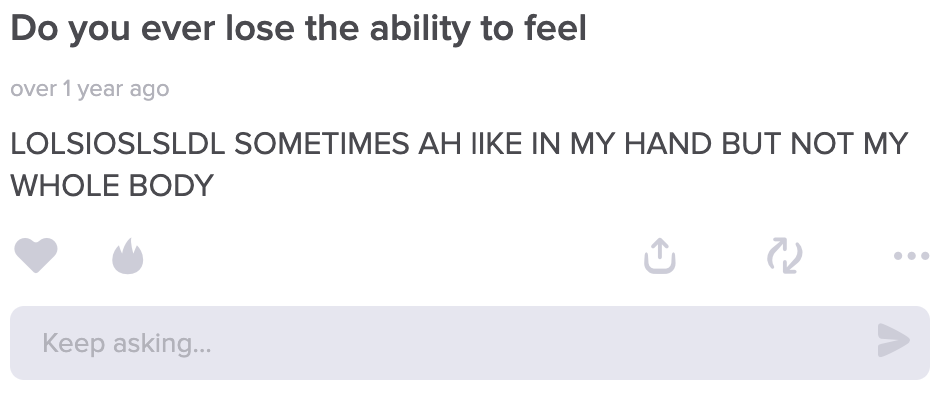 Do you ever lose the ability to feel
over 1 year ago
LOLSIOSLSLDL SOMETIMES AH IIKE IN MY HAND BUT NOT MY
WHOLE BODY
Keep asking...